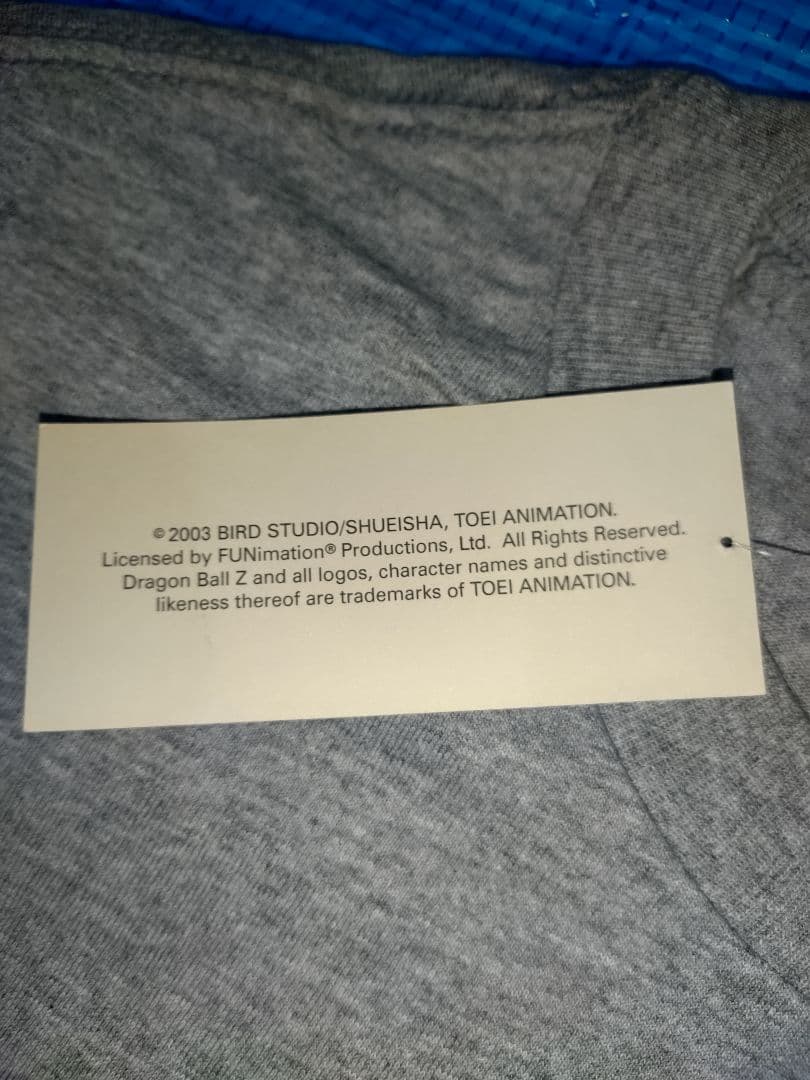 © 2003 BIRD STUDIO/SHUEISHA, TOEI ANIMATION.
Licensed by FUNimation® Productions, Ltd. All Rights Reserved.
Dragon Ball Z and all logos, character names and distinctive
likeness thereof are trademarks of TOEI ANIMATION.